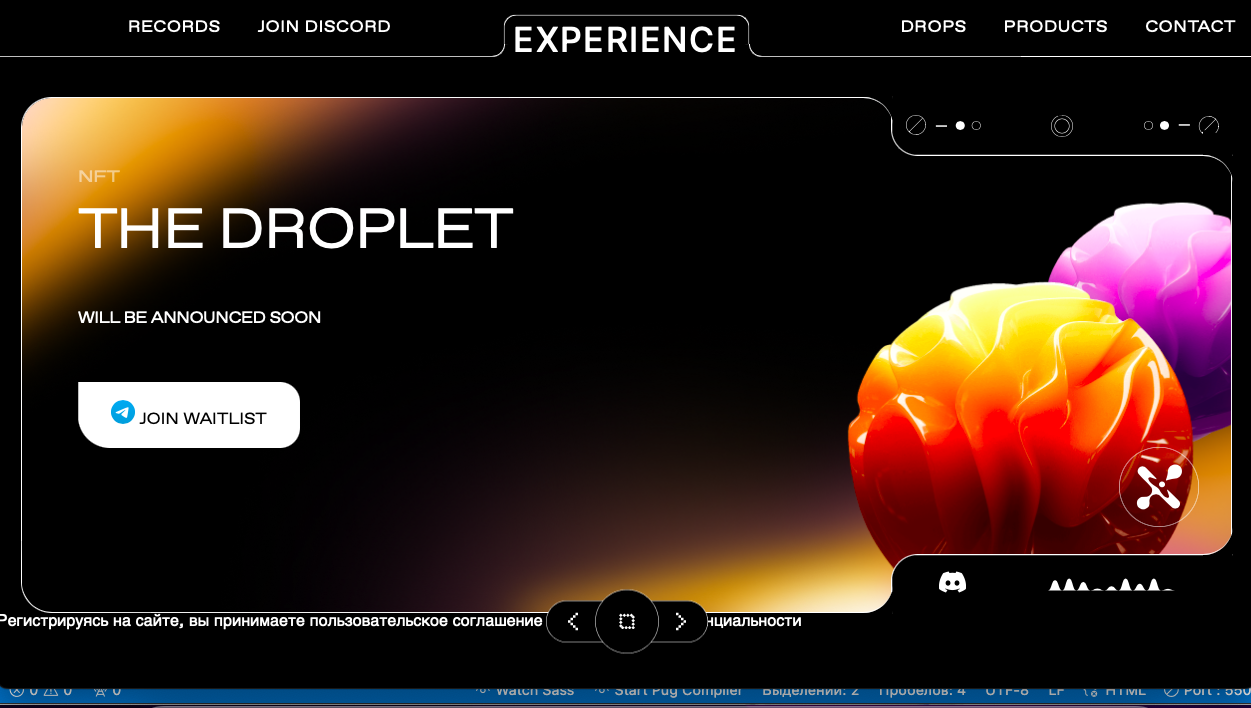 RECORDS JOIN DISCORD EXPERIENCE DROPS PRODUCTS CONTACT
NFT
THE DROPLET
WILL BE ANNOUNCED SOON
JOIN WAITLIST
Регистрируясь на сайте, вы принимаете пользовательское соглашение нциальности
0 0 0 Watch Sass Start Pug Compiler Выделений: 2 Пробелов: 4 UTF-8 LF HTML Port : 550